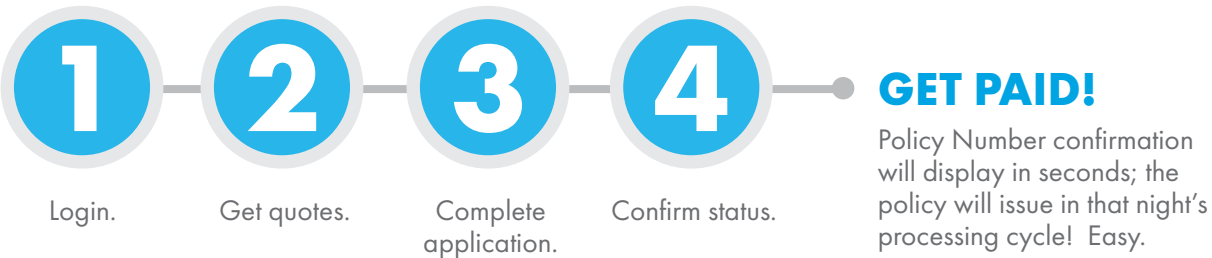 1
2
3
4
Login.
Get quotes.
Complete
application.
Confirm status.
GET PAID!
Policy Number confirmation
will display in seconds; the
policy will issue in that night’s
processing cycle!  Easy.